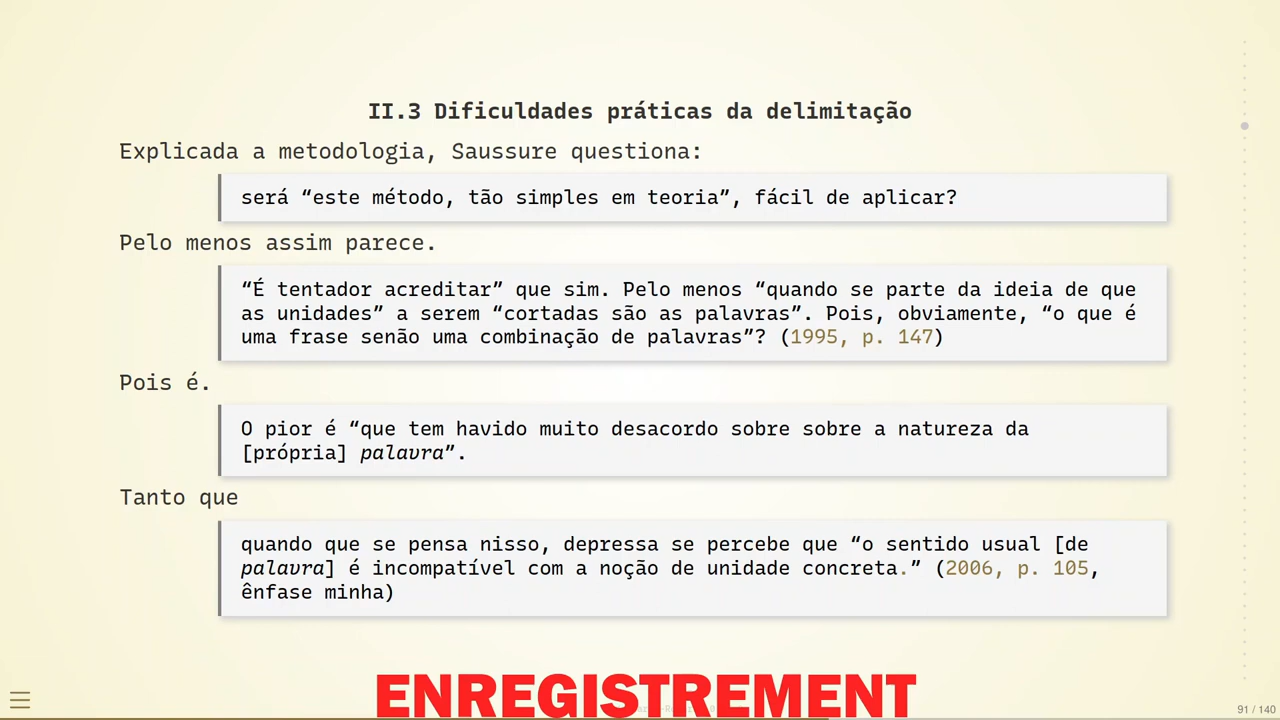 II.3 Dificuldades práticas da delimitação
Explicada a metodologia, Saussure questiona:
será “este método, tão simples em teoria”, fácil de aplicar?
Pelo menos assim parece.
“É tentador acreditar” que sim. Pelo menos “quando se parte da ideia de que
as unidades” a serem “cortadas são as palavras”. Pois, obviamente, “o que é
uma frase senão uma combinação de palavras”? (1995, p. 147)
Pois é.
O pior é “que tem havido muito desacordo sobre sobre a natureza da
[própria] palavra”.
Tanto que
quando que se pensa nisso, depressa se percebe que “o sentido usual [de
palavra] é incompatível com a noção de unidade concreta.” (2006, p. 105,
ênfase minha)
ENREGISTREMENT
91 / 140